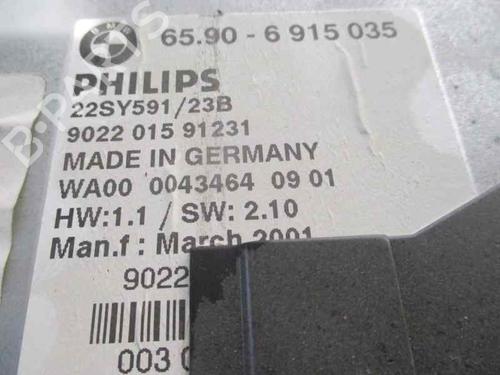 BMW
65.90 - 6 915 035
PHILIPS
22SY591/23B
9022 015 91231
MADE IN GERMANY
WA00 0043464 09 01
HW:1.1 / SW: 2.10
Man.f : March 2001
9022
003
B-PARTS